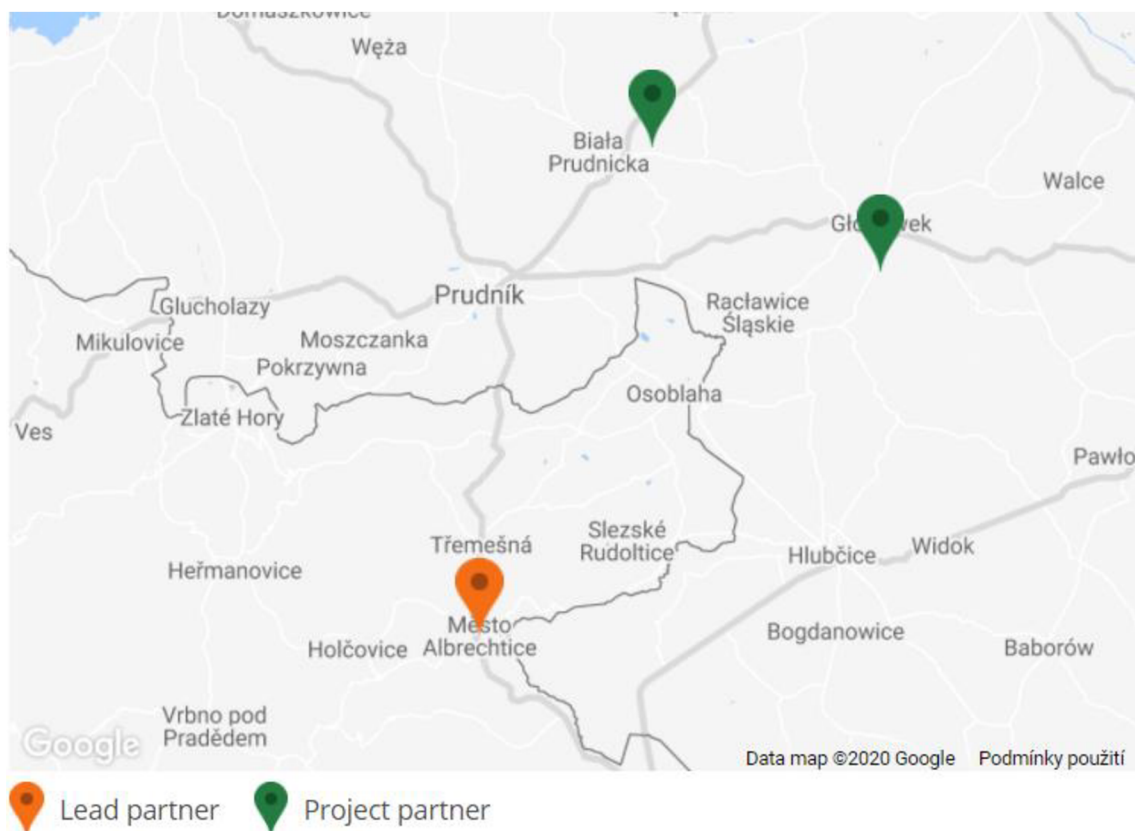 Domaszkowice
Węża
Biała
Prudnicka
Walce
Prudník
Racławice
Śląskie
Glucholazy
Mikulovice
Moszczanka
Pokrzywna
Osoblaha
Zlaté Hory
Ves
Pawło
Třemešná
Slezské
Rudoltice
Hlubčice
Widok
Heřmanovice
Město
Albrechtice
Holčovice
Bogdanowice
Baborów
Vrbno pod
Pradědem
Google
Data map ©2020 Google Podmínky použití
Lead partner Project partner